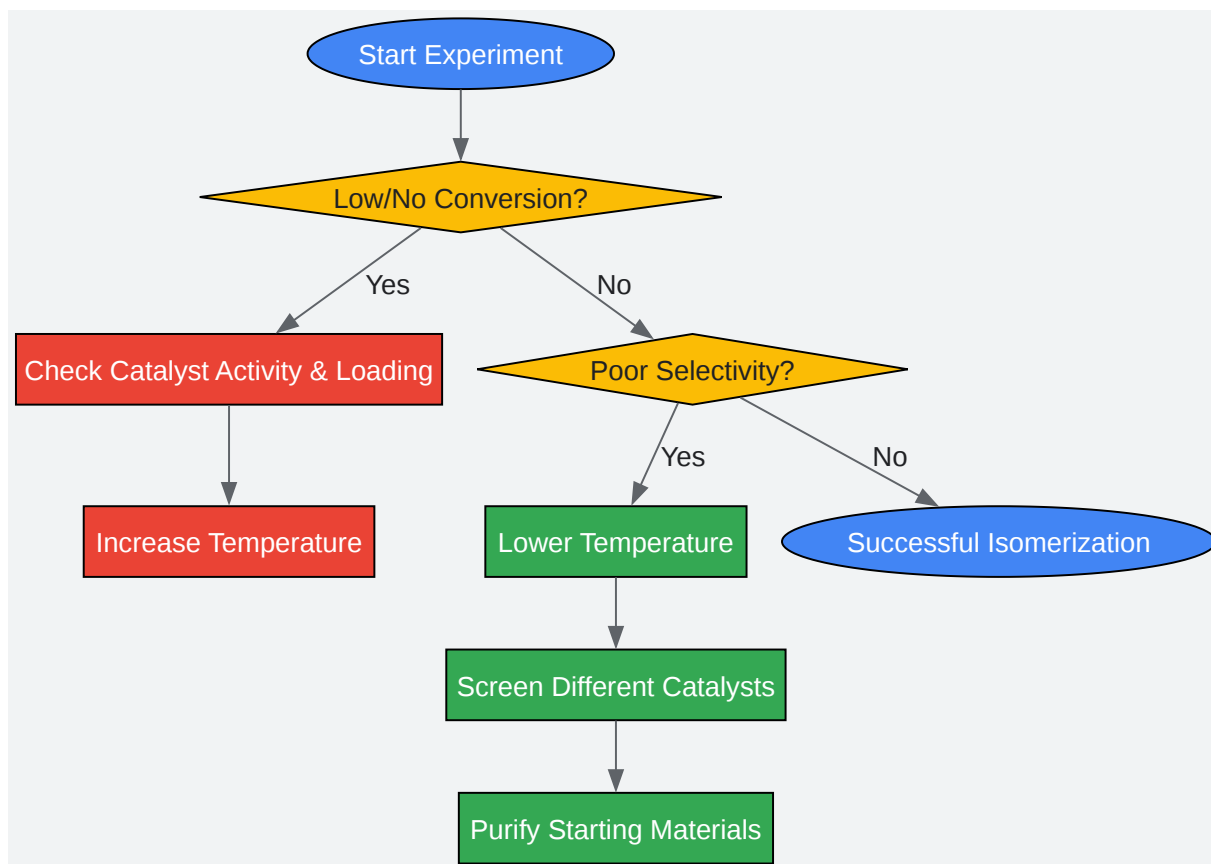 Start Experiment
Low/No Conversion?
Yes
No
Check Catalyst Activity & Loading
Poor Selectivity?
Yes
No
Increase Temperature
Lower Temperature
Successful Isomerization
Screen Different Catalysts
Purify Starting Materials